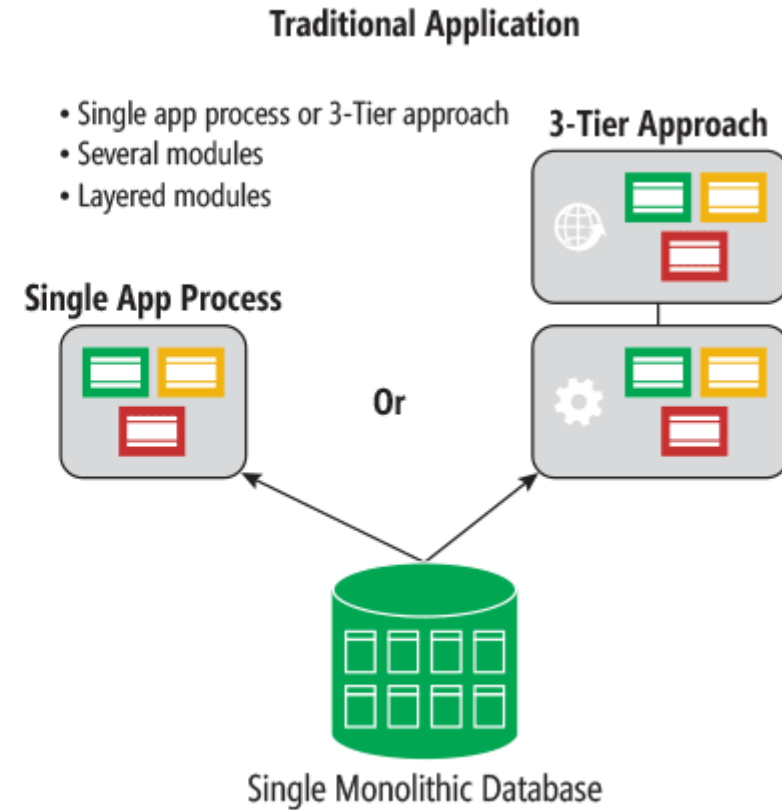 Traditional Application
• Single app process or 3-Tier approach
• Several modules
• Layered modules
3-Tier Approach
Single App Process
Or
Single Monolithic Database